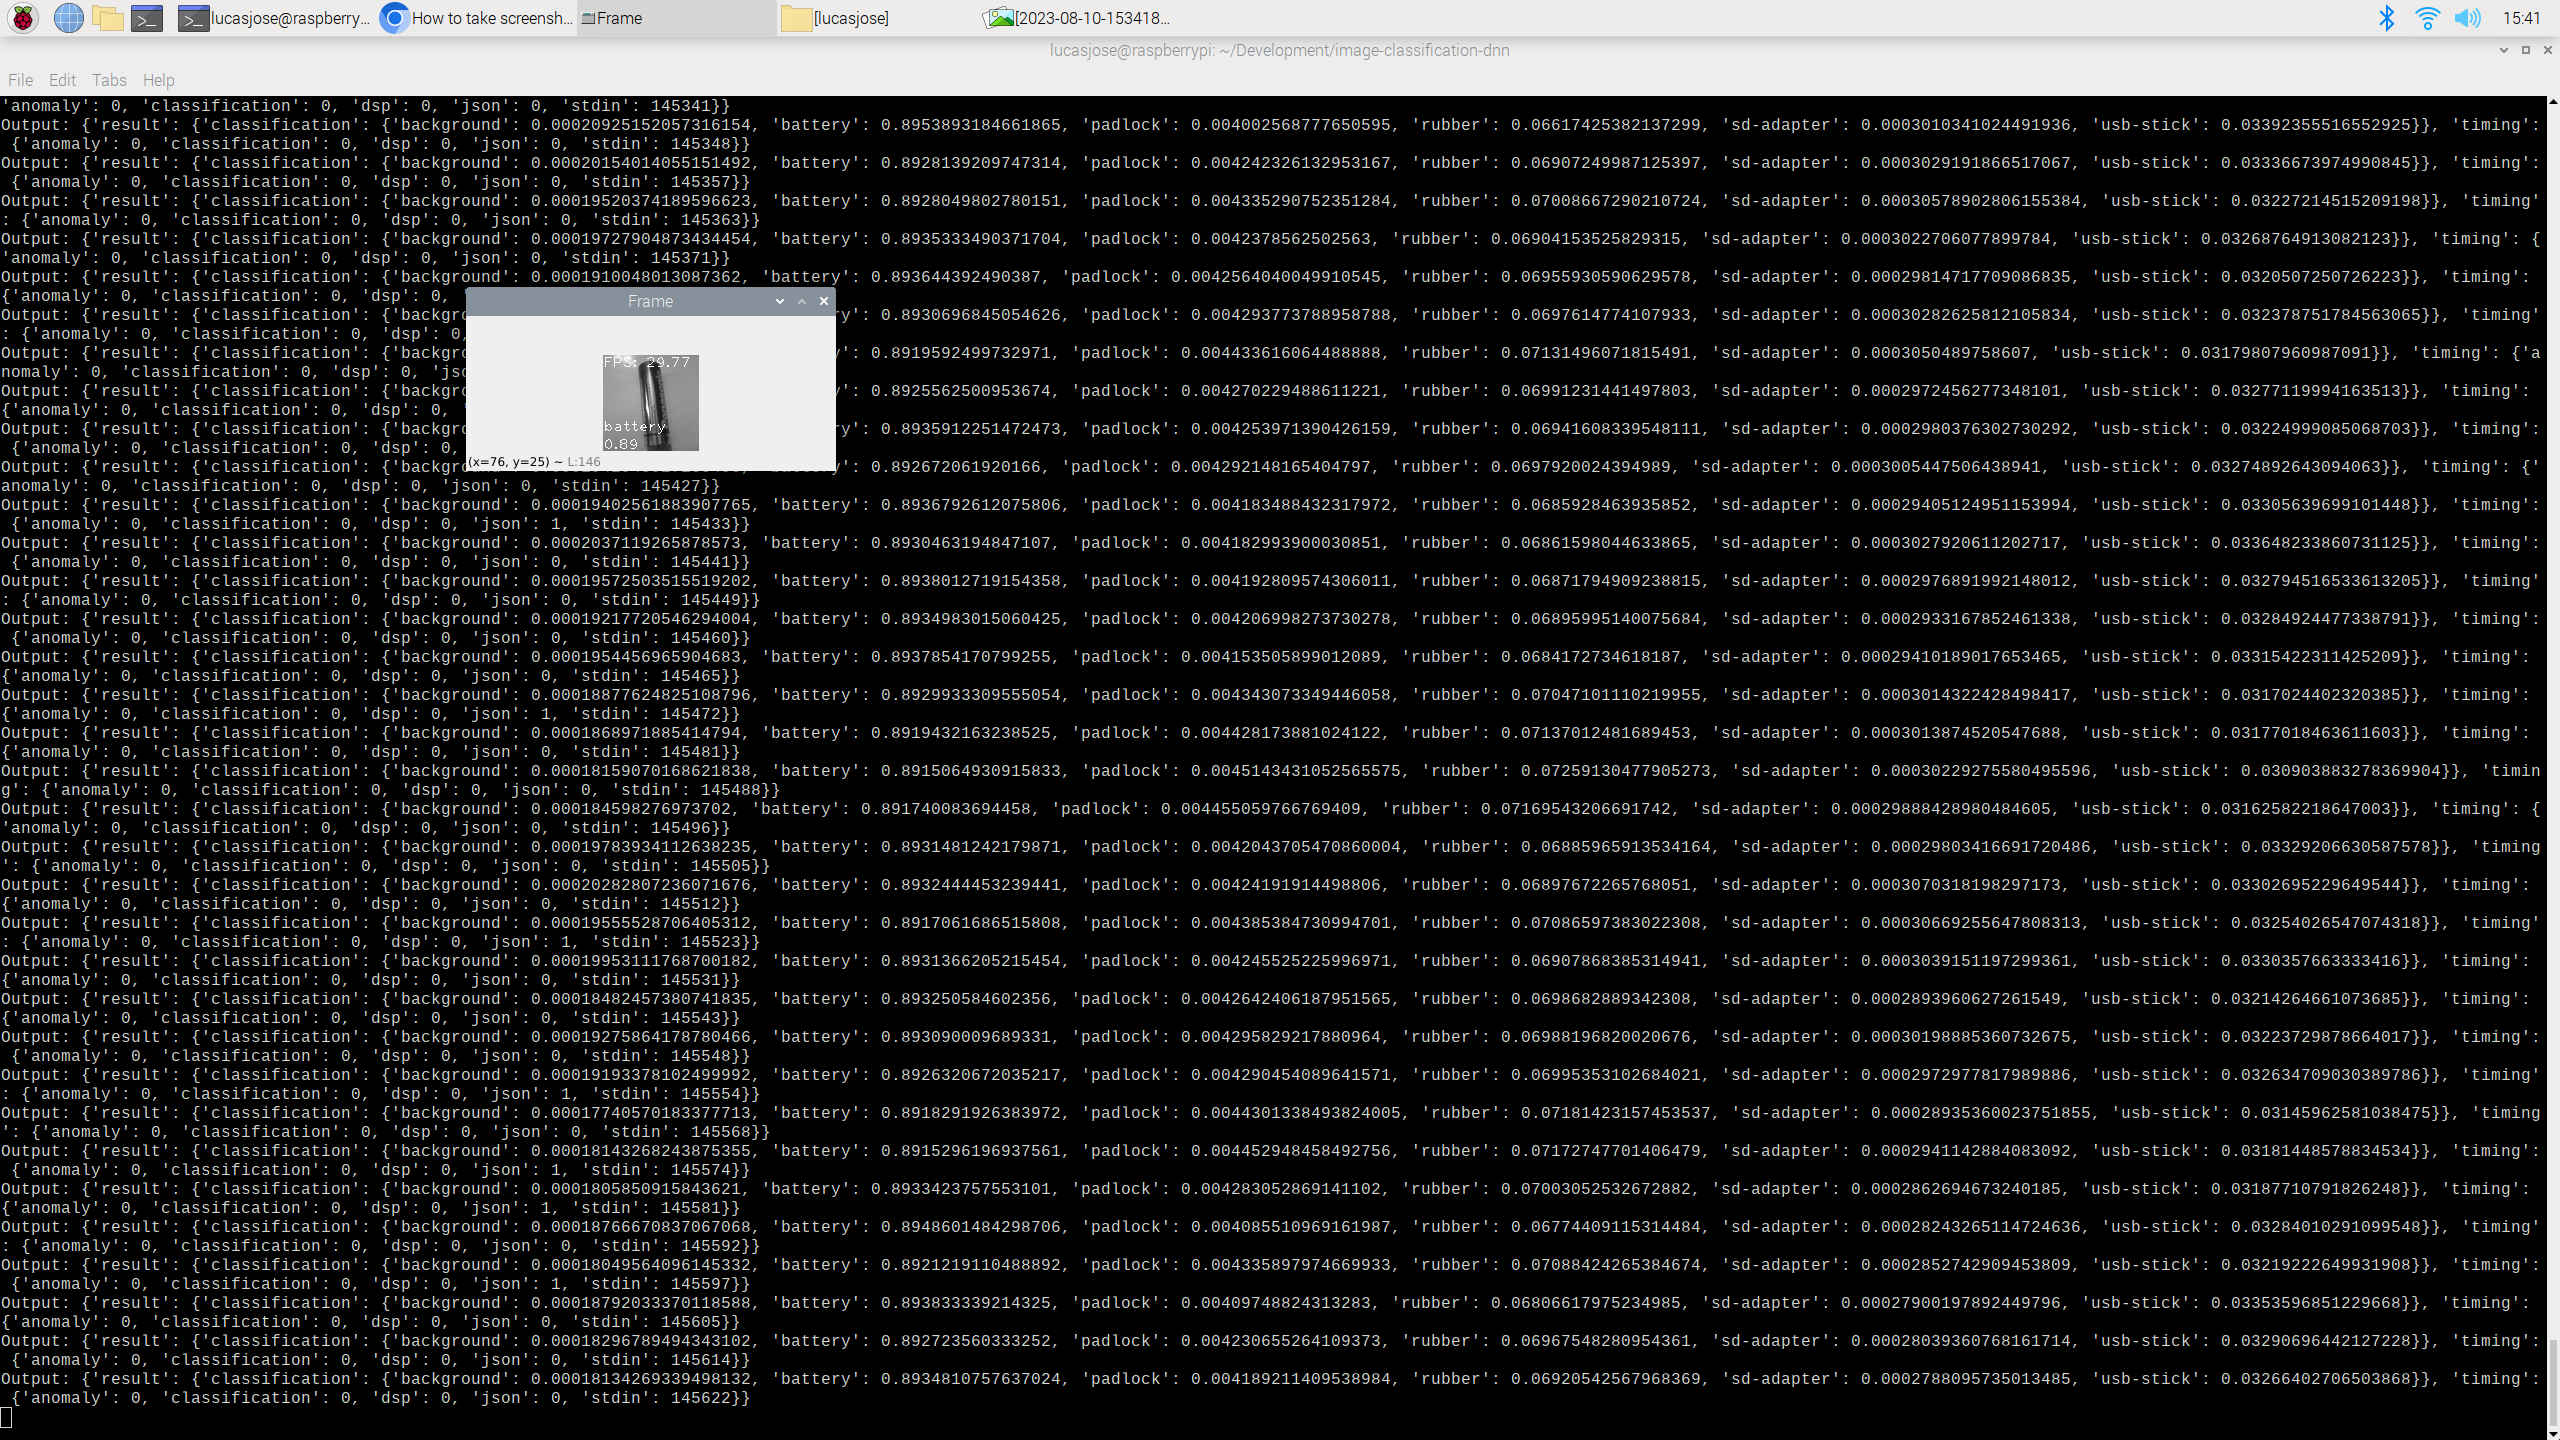 lucasjose@raspberry... How to take screensh... Frame [lucasjose] [2023-08-10-153418... 15:41
lucasjose@raspberrypi: ~/Development/image-classification-dnn
File Edit Tabs Help
'anomaly': 0, 'classification': 0, 'dsp': 0, 'json': 0, 'stdin': 145341}}
Output: {'result': {'classification': {'background': 0.00020925152057316154, 'battery': 0.8953893184661865, 'padlock': 0.004002568777650595, 'rubber': 0.06617425382137299, 'sd-adapter': 0.0003010341024491936, 'usb-stick': 0.03392355516552925}}, 'timing':
{'anomaly': 0, 'classification': 0, 'dsp': 0, 'json': 0, 'stdin': 145348}}
Output: {'result': {'classification': {'background': 0.00020154014055151492, 'battery': 0.8928139209747314, 'padlock': 0.004242326132953167, 'rubber': 0.06907249987125397, 'sd-adapter': 0.0003029191866517067, 'usb-stick': 0.03336673974990845}}, 'timing':
{'anomaly': 0, 'classification': 0, 'dsp': 0, 'json': 0, 'stdin': 145357}}
Output: {'result': {'classification': {'background': 0.00019520374189596623, 'battery': 0.8928049802780151, 'padlock': 0.004335290752351284, 'rubber': 0.07008667290210724, 'sd-adapter': 0.00030578902806155384, 'usb-stick': 0.03227214515209198}}, 'timing'
: {'anomaly': 0, 'classification': 0, 'dsp': 0, 'json': 0, 'stdin': 145363}}
Output: {'result': {'classification': {'background': 0.00019727904873434454, 'battery': 0.8935333490371704, 'padlock': 0.0042378562502563, 'rubber': 0.06904153525829315, 'sd-adapter': 0.0003022706077899784, 'usb-stick': 0.03268764913082123}}, 'timing': {
'anomaly': 0, 'classification': 0, 'dsp': 0, 'json': 0, 'stdin': 145371}}
Output: {'result': {'classification': {'background': 0.0001910048013087362, 'battery': 0.893644392490387, 'padlock': 0.0042564040049910545, 'rubber': 0.06955930590629578, 'sd-adapter': 0.00029814717709086835, 'usb-stick': 0.0320507250726223}}, 'timing':
{'anomaly': 0, 'classification': 0, 'dsp': 0,
Frame
Output: {'result': {'classification': {'backgr y': 0.8930696845054626, 'padlock': 0.004293773788958788, 'rubber': 0.0697614774107933, 'sd-adapter': 0.00030282625812105834, 'usb-stick': 0.032378751784563065}}, 'timing'
: {'anomaly': 0, 'classification': 0, 'dsp':
Output: {'result': {'classification': {'backgr ': 0.8919592499732971, 'padlock': 0.004433616064488888, 'rubber': 0.07131496071815491, 'sd-adapter': 0.0003050489758607, 'usb-stick': 0.03179807960987091}}, 'timing': {'a
FPS: 29.77
nomaly': 0, 'classification': 0, 'dsp': 0, 'js
Output: {'result': {'classification': {'backgr y': 0.8925562500953674, 'padlock': 0.004270229488611221, 'rubber': 0.06991231441497803, 'sd-adapter': 0.0002972456277348101, 'usb-stick': 0.03277119994163513}}, 'timing':
{'anomaly': 0, 'classification': 0, 'dsp': 0,
Output: {'result': {'classification': {'backgr y': 0.8935912251472473, 'padlock': 0.004253971390426159, 'rubber': 0.06941608339548111, 'sd-adapter': 0.0002980376302730292, 'usb-stick': 0.03224999085068703}}, 'timing':
battery
0.89
{'anomaly': 0, 'classification': 0, 'dsp': 0
(x=76, y=25) ~ L:146
Output: {'result': {'classification': {'backgr battery': 0.892672061920166, 'padlock': 0.004292148165404797, 'rubber': 0.0697920024394989, 'sd-adapter': 0.0003005447506438941, 'usb-stick': 0.03274892643094063}}, 'timing': {'
anomaly': 0, 'classification': 0, 'dsp': 0, 'json': 0, 'stdin': 145427}}
Output: {'result': {'classification': {'background': 0.00019402561883907765, 'battery': 0.8936792612075806, 'padlock': 0.004183488432317972, 'rubber': 0.0685928463935852, 'sd-adapter': 0.00029405124951153994, 'usb-stick': 0.03305639699101448}}, 'timing':
{'anomaly': 0, 'classification': 0, 'dsp': 0, 'json': 1, 'stdin': 145433}}
Output: {'result': {'classification': {'background': 0.0002037119265878573, 'battery': 0.8930463194847107, 'padlock': 0.004182993900030851, 'rubber': 0.06861598044633865, 'sd-adapter': 0.0003027920611202717, 'usb-stick': 0.033648233860731125}}, 'timing':
{'anomaly': 0, 'classification': 0, 'dsp': 0, 'json': 0, 'stdin': 145441}}
Output: {'result': {'classification': {'background': 0.00019572503515519202, 'battery': 0.8938012719154358, 'padlock': 0.004192809574306011, 'rubber': 0.06871794909238815, 'sd-adapter': 0.0002976891992148012, 'usb-stick': 0.032794516533613205}}, 'timing'
: {'anomaly': 0, 'classification': 0, 'dsp': 0, 'json': 0, 'stdin': 145449}}
Output: {'result': {'classification': {'background': 0.00019217720546294004, 'battery': 0.8934983015060425, 'padlock': 0.004206998273730278, 'rubber': 0.06895995140075684, 'sd-adapter': 0.0002933167852461338, 'usb-stick': 0.03284924477338791}}, 'timing':
{'anomaly': 0, 'classification': 0, 'dsp': 0, 'json': 0, 'stdin': 145460}}
Output: {'result': {'classification': {'background': 0.0001954456965904683, 'battery': 0.8937854170799255, 'padlock': 0.004153505899012089, 'rubber': 0.0684172734618187, 'sd-adapter': 0.00029410189017653465, 'usb-stick': 0.03315422311425209}}, 'timing':
{'anomaly': 0, 'classification': 0, 'dsp': 0, 'json': 0, 'stdin': 145465}}
Output: {'result': {'classification': {'background': 0.00018877624825108796, 'battery': 0.8929933309555054, 'padlock': 0.004343073349446058, 'rubber': 0.07047101110219955, 'sd-adapter': 0.0003014322428498417, 'usb-stick': 0.0317024402320385}}, 'timing':
{'anomaly': 0, 'classification': 0, 'dsp': 0, 'json': 1, 'stdin': 145472}}
Output: {'result': {'classification': {'background': 0.0001868971885414794, 'battery': 0.8919432163238525, 'padlock': 0.004428173881024122, 'rubber': 0.07137012481689453, 'sd-adapter': 0.0003013874520547688, 'usb-stick': 0.03177018463611603}}, 'timing':
{'anomaly': 0, 'classification': 0, 'dsp': 0, 'json': 0, 'stdin': 145481}}
Output: {'result': {'classification': {'background': 0.00018159070168621838, 'battery': 0.8915064930915833, 'padlock': 0.0045143431052565575, 'rubber': 0.07259130477905273, 'sd-adapter': 0.00030229275580495596, 'usb-stick': 0.030903883278369904}}, 'timin
g': {'anomaly': 0, 'classification': 0, 'dsp': 0, 'json': 0, 'stdin': 145488}}
Output: {'result': {'classification': {'background': 0.000184598276973702, 'battery': 0.891740083694458, 'padlock': 0.0044550597667694​09, 'rubber': 0.07169543206691742, 'sd-adapter': 0.00029888428980484605, 'usb-stick': 0.03162582218647003}}, 'timing': {
'anomaly': 0, 'classification': 0, 'dsp': 0, 'json': 0, 'stdin': 145496}}
Output: {'result': {'classification': {'background': 0.00019783934112638235, 'battery': 0.8931481242179871, 'padlock': 0.0042043705470860004, 'rubber': 0.06885965913534164, 'sd-adapter': 0.00029803416691720486, 'usb-stick': 0.03329206630587578}}, 'timing
': {'anomaly': 0, 'classification': 0, 'dsp': 0, 'json': 0, 'stdin': 145505}}
Output: {'result': {'classification': {'background': 0.00020282807236071676, 'battery': 0.8932444453239441, 'padlock': 0.00424191914498806, 'rubber': 0.06897672265768051, 'sd-adapter': 0.0003070318198297173, 'usb-stick': 0.03302695229649544}}, 'timing':
{'anomaly': 0, 'classification': 0, 'dsp': 0, 'json': 0, 'stdin': 145512}}
Output: {'result': {'classification': {'background': 0.00019555528706405312, 'battery': 0.8917061686515808, 'padlock': 0.004385384730994701, 'rubber': 0.07086597383022308, 'sd-adapter': 0.00030669255647808313, 'usb-stick': 0.03254026547074318}}, 'timing'
: {'anomaly': 0, 'classification': 0, 'dsp': 0, 'json': 1, 'stdin': 145523}}
Output: {'result': {'classification': {'background': 0.00019953111768700182, 'battery': 0.8931366205215454, 'padlock': 0.004245525225996971, 'rubber': 0.06907868385314941, 'sd-adapter': 0.0003039151197299361, 'usb-stick': 0.0330357663333416}}, 'timing':
{'anomaly': 0, 'classification': 0, 'dsp': 0, 'json': 0, 'stdin': 145531}}
Output: {'result': {'classification': {'background': 0.00018482457380741835, 'battery': 0.893250584602356, 'padlock': 0.0042642406187951565, 'rubber': 0.0698682889342308, 'sd-adapter': 0.0002893960627261549, 'usb-stick': 0.03214264661073685}}, 'timing':
{'anomaly': 0, 'classification': 0, 'dsp': 0, 'json': 0, 'stdin': 145543}}
Output: {'result': {'classification': {'background': 0.00019275864178780466, 'battery': 0.893090009689331, 'padlock': 0.004295829217880964, 'rubber': 0.06988196820020676, 'sd-adapter': 0.00030198885360732675, 'usb-stick': 0.03223729878664017}}, 'timing':
{'anomaly': 0, 'classification': 0, 'dsp': 0, 'json': 0, 'stdin': 145548}}
Output: {'result': {'classification': {'background': 0.00019193378102499992, 'battery': 0.8926320672035217, 'padlock': 0.004290454089641571, 'rubber': 0.06995353102684021, 'sd-adapter': 0.0002972977817989886, 'usb-stick': 0.032634709030389786}}, 'timing'
: {'anomaly': 0, 'classification': 0, 'dsp': 0, 'json': 1, 'stdin': 145554}}
Output: {'result': {'classification': {'background': 0.00017740570183377713, 'battery': 0.8918291926383972, 'padlock': 0.0044301338493824005, 'rubber': 0.07181423157453537, 'sd-adapter': 0.00028935360023751855, 'usb-stick': 0.03145962581038475}}, 'timing
': {'anomaly': 0, 'classification': 0, 'dsp': 0, 'json': 0, 'stdin': 145568}}
Output: {'result': {'classification': {'background': 0.00018143268243875355, 'battery': 0.8915296196937561, 'padlock': 0.004452948458492756, 'rubber': 0.07172747701406479, 'sd-adapter': 0.0002941142884083092, 'usb-stick': 0.03181448578834534}}, 'timing':
{'anomaly': 0, 'classification': 0, 'dsp': 0, 'json': 1, 'stdin': 145574}}
Output: {'result': {'classification': {'background': 0.0001805850915843621, 'battery': 0.8933423757553101, 'padlock': 0.004283052869141102, 'rubber': 0.07003052532672882, 'sd-adapter': 0.0002862694673240185, 'usb-stick': 0.03187710791826248}}, 'timing':
{'anomaly': 0, 'classification': 0, 'dsp': 0, 'json': 1, 'stdin': 145581}}
Output: {'result': {'classification': {'background': 0.00018766670837067068, 'battery': 0.8948601484298706, 'padlock': 0.004085510969161987, 'rubber': 0.06774409115314484, 'sd-adapter': 0.00028243265114724636, 'usb-stick': 0.03284010291099548}}, 'timing'
: {'anomaly': 0, 'classification': 0, 'dsp': 0, 'json': 0, 'stdin': 145592}}
Output: {'result': {'classification': {'background': 0.00018049564096145332, 'battery': 0.8921219110488892, 'padlock': 0.004335897974669933, 'rubber': 0.07088424265384674, 'sd-adapter': 0.0002852742909453809, 'usb-stick': 0.03219222649931908}}, 'timing':
{'anomaly': 0, 'classification': 0, 'dsp': 0, 'json': 1, 'stdin': 145597}}
Output: {'result': {'classification': {'background': 0.00018792033370118588, 'battery': 0.893833339214325, 'padlock': 0.00409748824313283, 'rubber': 0.06806617975234985, 'sd-adapter': 0.00027900197892449796, 'usb-stick': 0.03353596851229668}}, 'timing':
{'anomaly': 0, 'classification': 0, 'dsp': 0, 'json': 0, 'stdin': 145605}}
Output: {'result': {'classification': {'background': 0.00018296789494343102, 'battery': 0.892723560333252, 'padlock': 0.004230655264109373, 'rubber': 0.06967548280954361, 'sd-adapter': 0.00028039360768161714, 'usb-stick': 0.03290696442127228}}, 'timing':
{'anomaly': 0, 'classification': 0, 'dsp': 0, 'json': 0, 'stdin': 145614}}
Output: {'result': {'classification': {'background': 0.00018134269339498132, 'battery': 0.8934810757637024, 'padlock': 0.004189211409538984, 'rubber': 0.06920542567968369, 'sd-adapter': 0.0002788095735013485, 'usb-stick': 0.03266402706503868}}, 'timing':
{'anomaly': 0, 'classification': 0, 'dsp': 0, 'json': 0, 'stdin': 145622}}